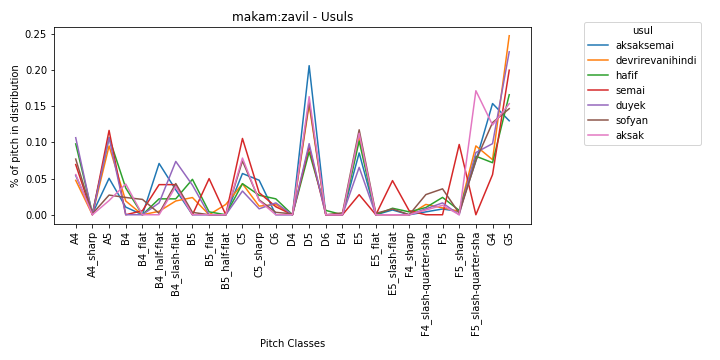 makam:zavil - Usuls
% of pitch in distribution
0.25
0.20
0.15
0.10
0.05
0.00
A4
A4_sharp
A5
B4
B4_flat
B4_half-flat
B4_slash-flat
B5
B5_flat
B5_half-flat
C5
C5_sharp
C6
D4
D5
D6
E4
E5
E5_flat
E5_slash-flat
F4_sharp
F4_slash-quarter-sha
F5
F5_sharp
F5_slash-quarter-sha
G4
G5
Pitch Classes
usul
aksaksemai
devrirevanihindi
hafif
semai
duyek
sofyan
aksak